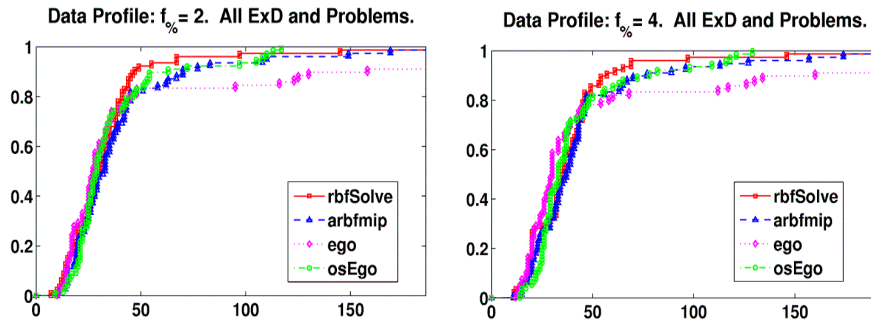 Data Profile: f% = 2. All ExD and Problems.
1
0.8
0.6
0.4
0.2
0
0
50
100
150
rbfSolve
arbfmip
ego
osEgo
Data Profile: f% = 4. All ExD and Problems.
1
0.8
0.6
0.4
0.2
0
0
50
100
150
rbfSolve
arbfmip
ego
osEgo